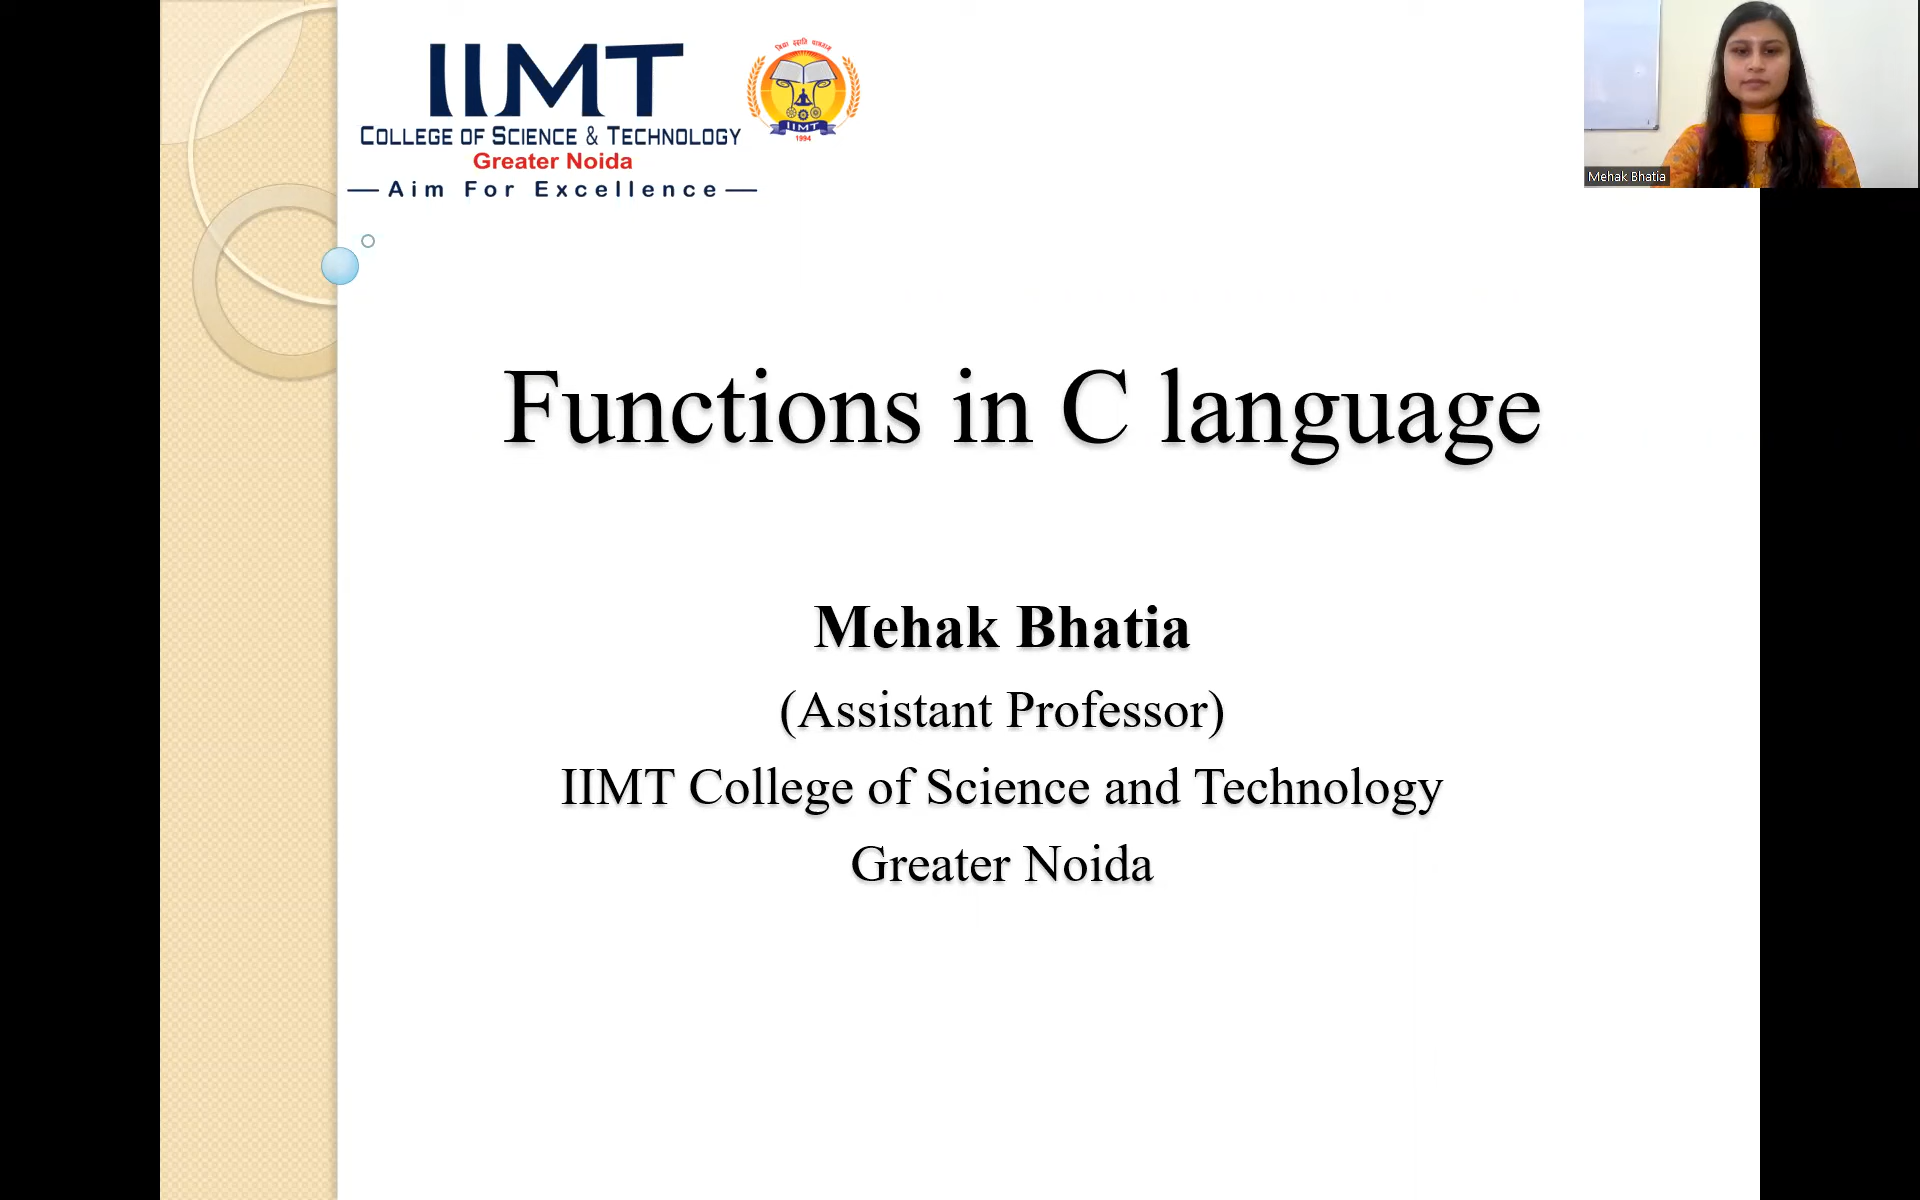 IIMT
COLLEGE OF SCIENCE & TECHNOLOGY
Greater Noida
Aim For Excellence
IIMT
1994
Mehak Bhatia
Functions in C language
Mehak Bhatia
(Assistant Professor)
IIMT College of Science and Technology
Greater Noida